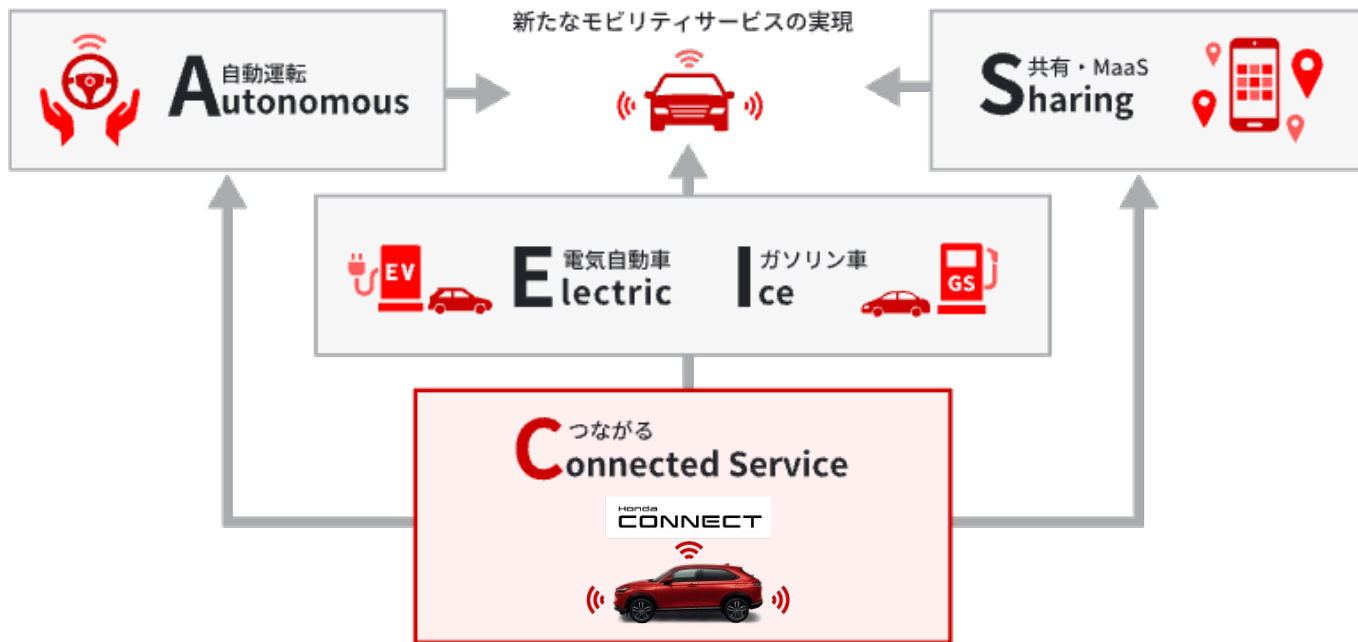 新たなモビリティサービスの実現
自動運転
Autonomous
共有・MaaS
Sharing
EV
電気自動車
Electric
ガソリン車
Ice
GS
つながる
Connected Service
Honda
CONNECT